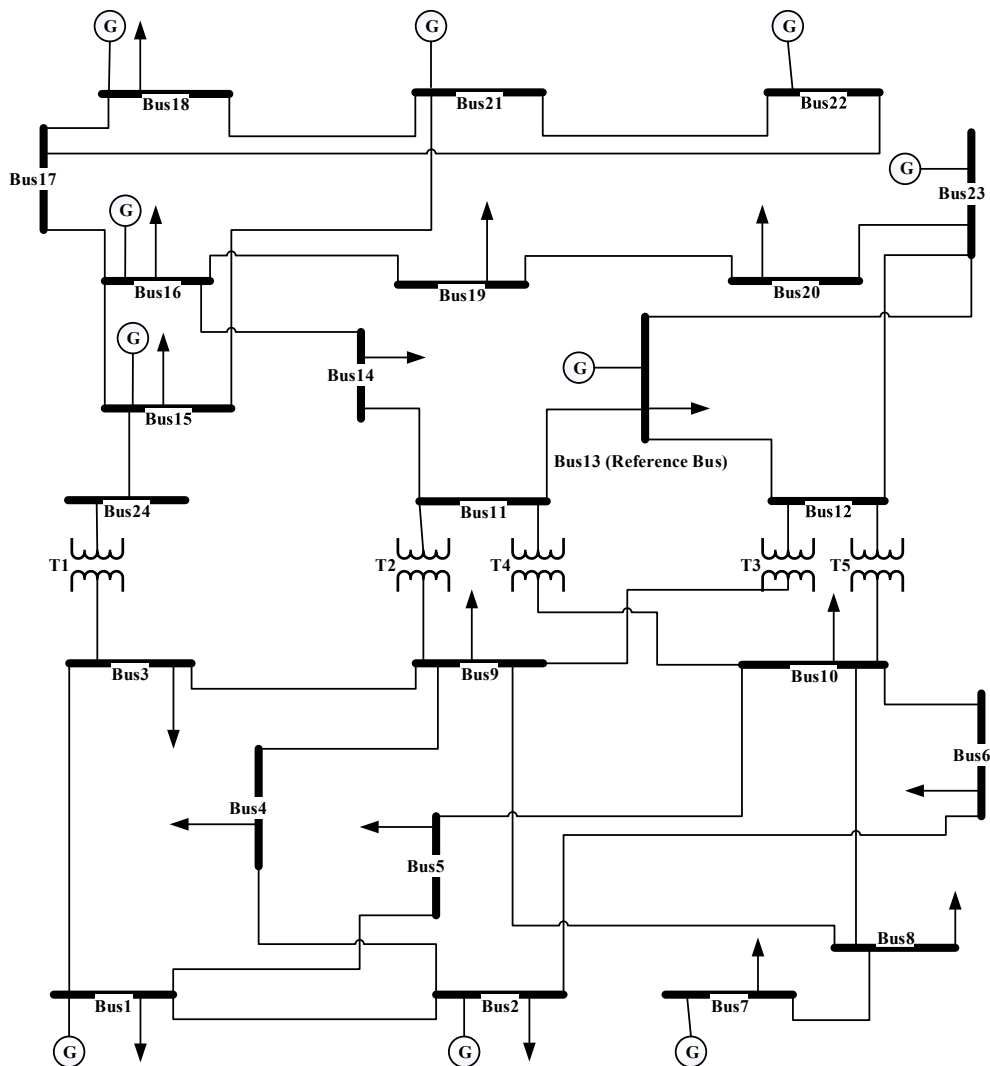 G
G
G
Bus18
Bus21
Bus22
G
Bus17
Bus23
G
Bus16
Bus19
Bus20
G
Bus14
G
Bus15
Bus13 (Reference Bus)
Bus24
Bus11
Bus12
T1
T2
T4
T3
T5
Bus3
Bus9
Bus10
Bus6
Bus4
Bus5
Bus8
Bus1
Bus2
Bus7
G
G
G